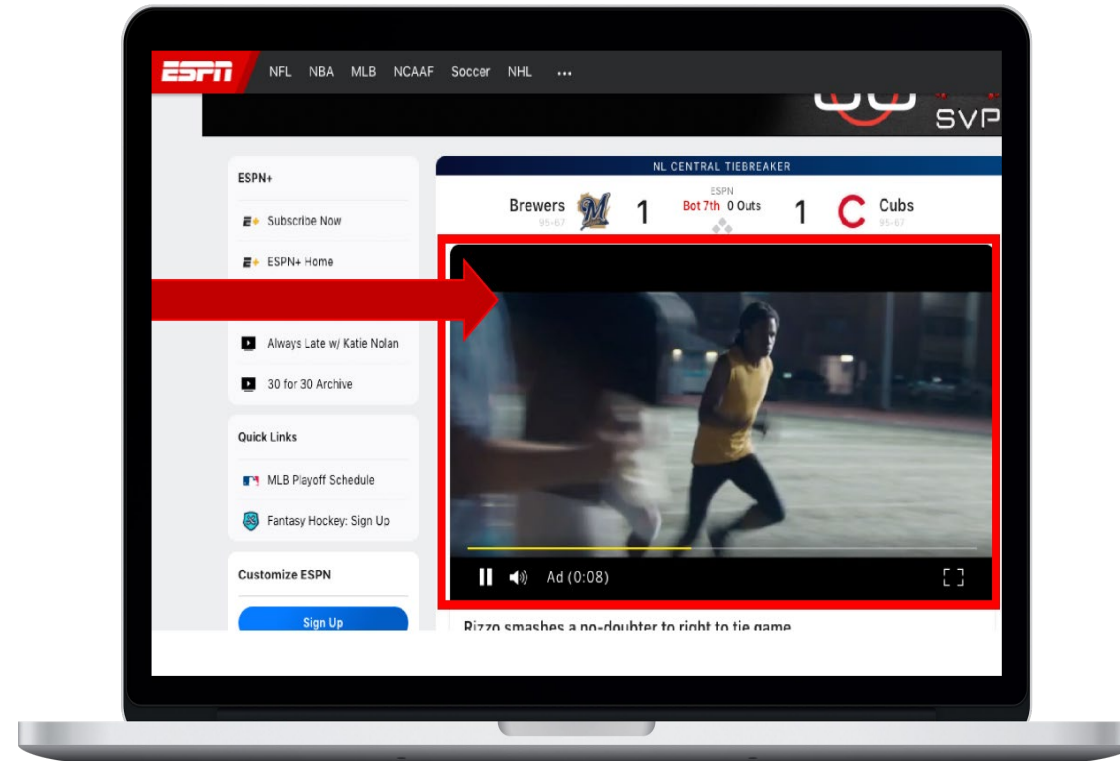 ESPN NFL NBA MLB NCAAF Soccer NHL ...
SVP
ESPN+
Subscribe Now
ESPN+ Home
Always Late w/ Katie Nolan
30 for 30 Archive
Quick Links
MLB Playoff Schedule
Fantasy Hockey: Sign Up
Customize ESPN
Sign Up
NL CENTRAL TIEBREAKER
ESPN
Brewers M 1 Bot 7th 0 Outs 1 C Cubs
95-67 95-67
Ad (0:08)
Rizzo smashes a no-doubter to right to tie game